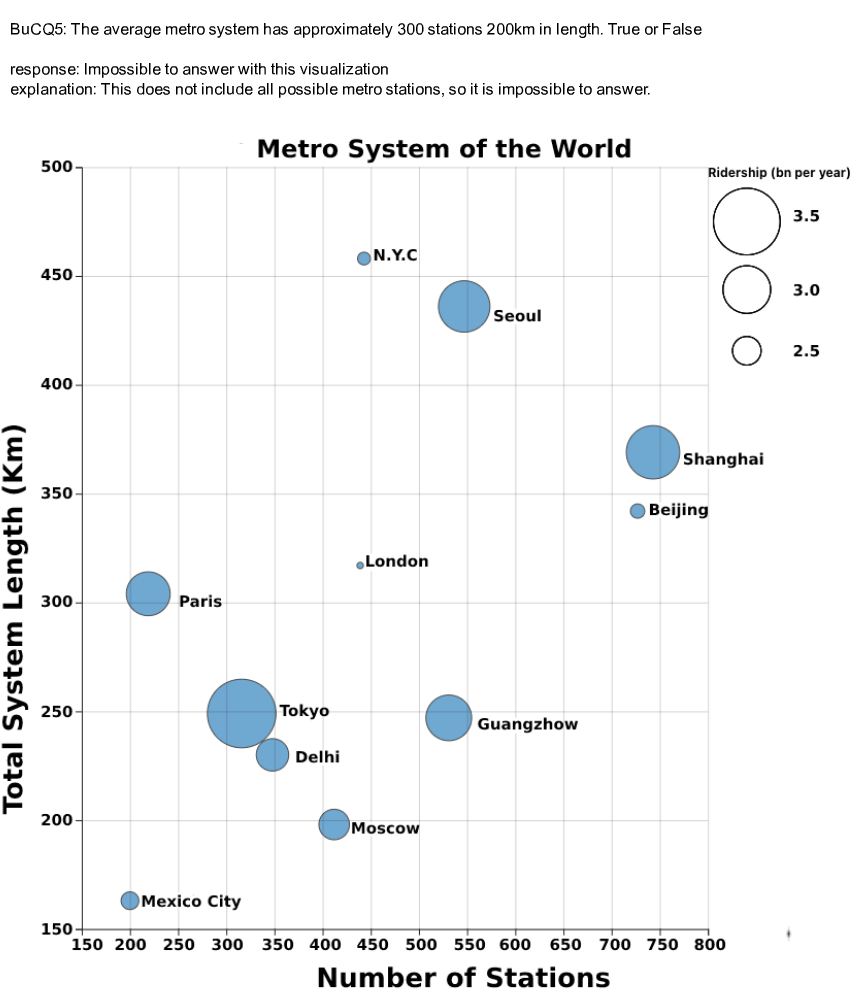 BuCQ5: The average metro system has approximately 300 stations 200km in length. True or False
response: Impossible to answer with this visualization
explanation: This does not include all possible metro stations, so it is impossible to answer.
Metro System of the World
Ridership (bn per year)
3.5
3.0
2.5
Total System Length (Km)
500
450
400
350
300
250
200
150
N.Y.C
Seoul
Shanghai
Beijing
London
Paris
Tokyo
Guangzhow
Delhi
Moscow
Mexico City
150 200 250 300 350 400 450 500 550 600 650 700 750 800
Number of Stations